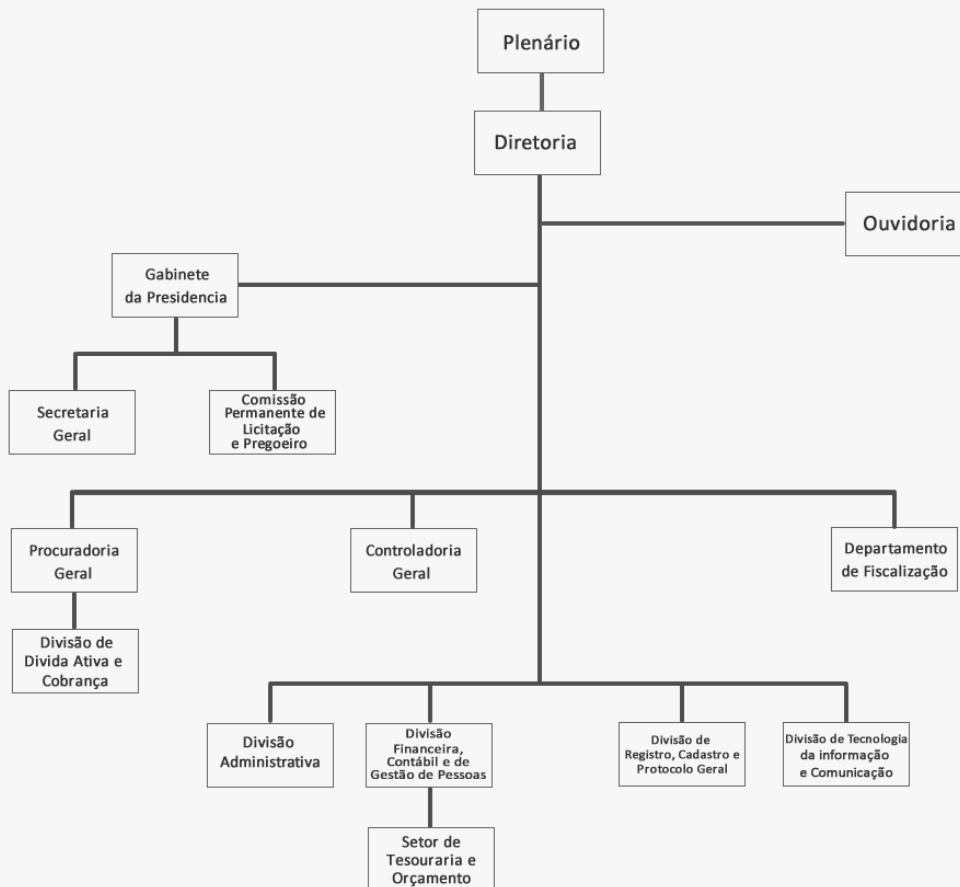 Plenário
Diretoria
Ouvidoria
Gabinete
da Presidencia
Secretaria
Geral
Comissão
Permanente de
Licitação
e Pregoeiro
Procuradoria
Geral
Controladoria
Geral
Departamento
de Fiscalização
Divisão de
Divida Ativa e
Cobrança
Divisão
Administrativa
Divisão
Financeira,
Contábil e de
Gestão de Pessoas
Divisão de
Registro, Cadastro e
Protocolo Geral
Divisão de Tecnologia
da informação
e Comunicação
Setor de
Tesouraria e
Orçamento